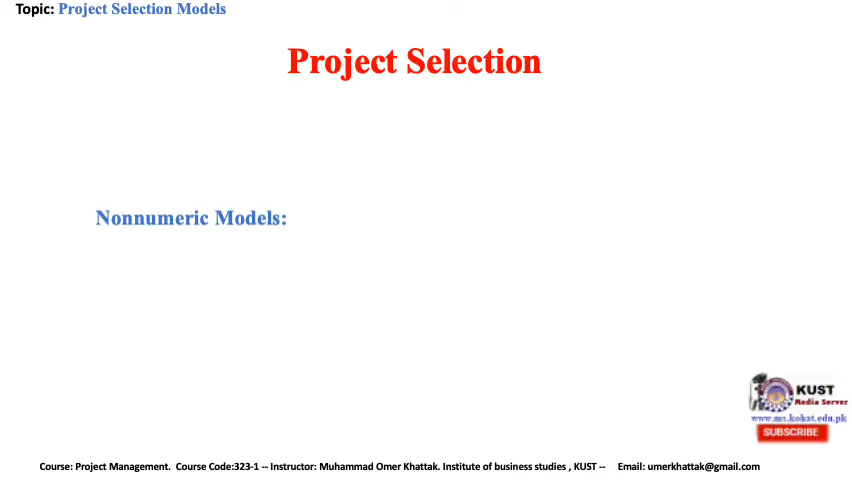 Topic: Project Selection Models
Project Selection
Nonnumeric Models:
KUST
Media Server
www.ms.kohat.edu.pk
SUBSCRIBE
Course: Project Management. Course Code:323-1 -- Instructor: Muhammad Omer Khattak. Institute of business studies , KUST -- Email: umerkhattak@gmail.com